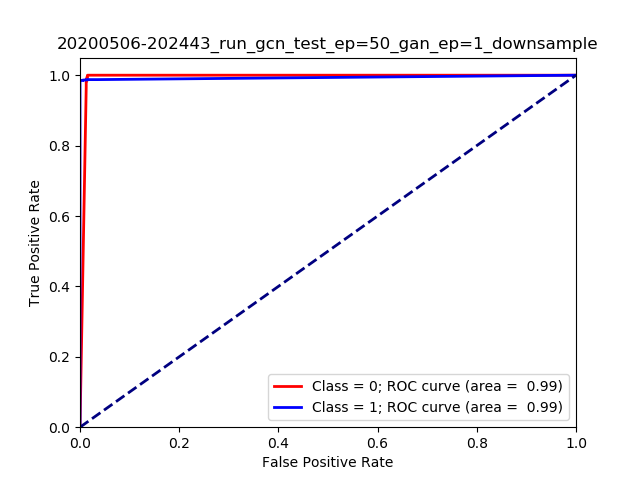 20200506-202443_run_gcn_test_ep=50_gan_ep=1_downsample
1.0
0.8
0.6
0.4
0.2
0.0
True Positive Rate
Class = 0; ROC curve (area =  0.99)
Class = 1; ROC curve (area =  0.99)
0.0 0.2 0.4 0.6 0.8 1.0
False Positive Rate